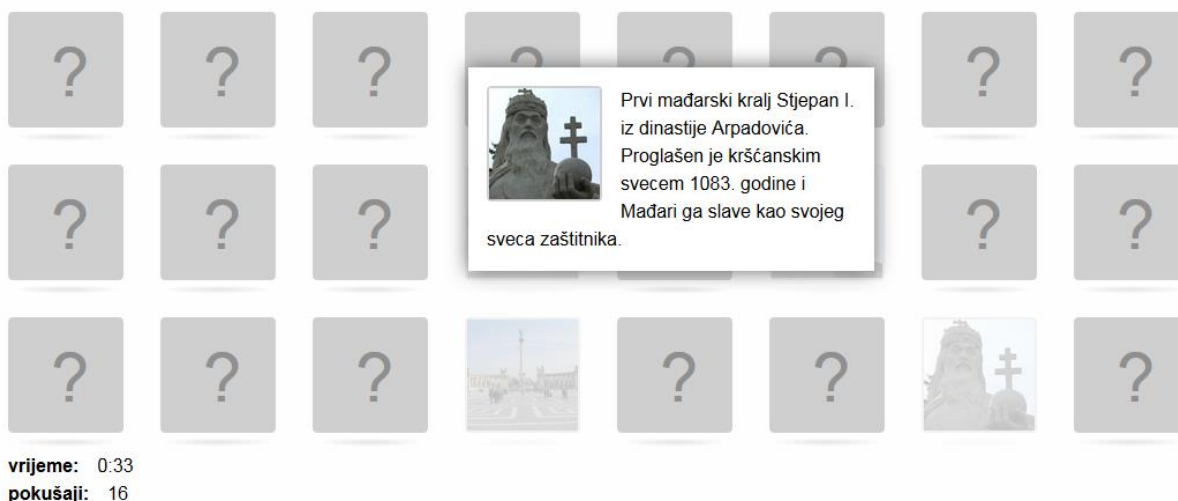 ? ? ? ? ? ? ? ?
Prvi mađarski kralj Stjepan I.
iz dinastije Arpadovića.
Proglašen je kršćanskim
svecem 1083. godine i
Mađari ga slave kao svojeg
sveca zaštitnika.
? ? ? ? ?
? ? ? ? ? ?
vrijeme: 0:33
pokušaji: 16